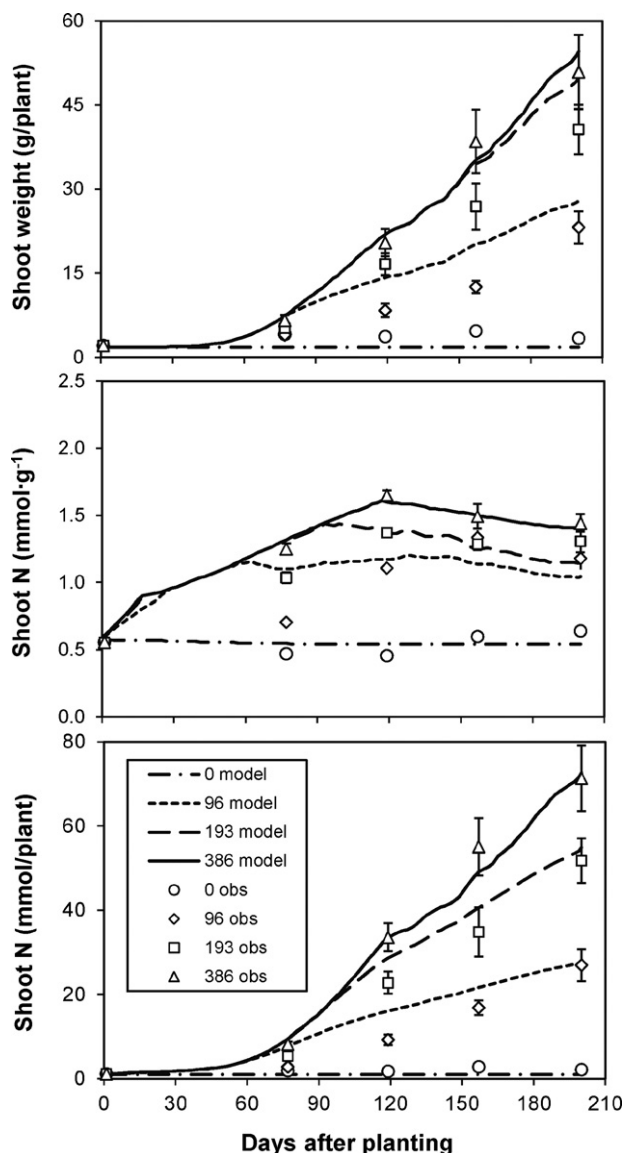 60
45
30
15
0
Shoot weight (g/plant)
2.5
2.0
1.5
1.0
0.5
0.0
Shoot N (mmol·g⁻¹)
80
60
40
20
0
Shoot N (mmol/plant)
0 model
96 model
193 model
386 model
0 obs
96 obs
193 obs
386 obs
0 30 60 90 120 150 180 210
Days after planting